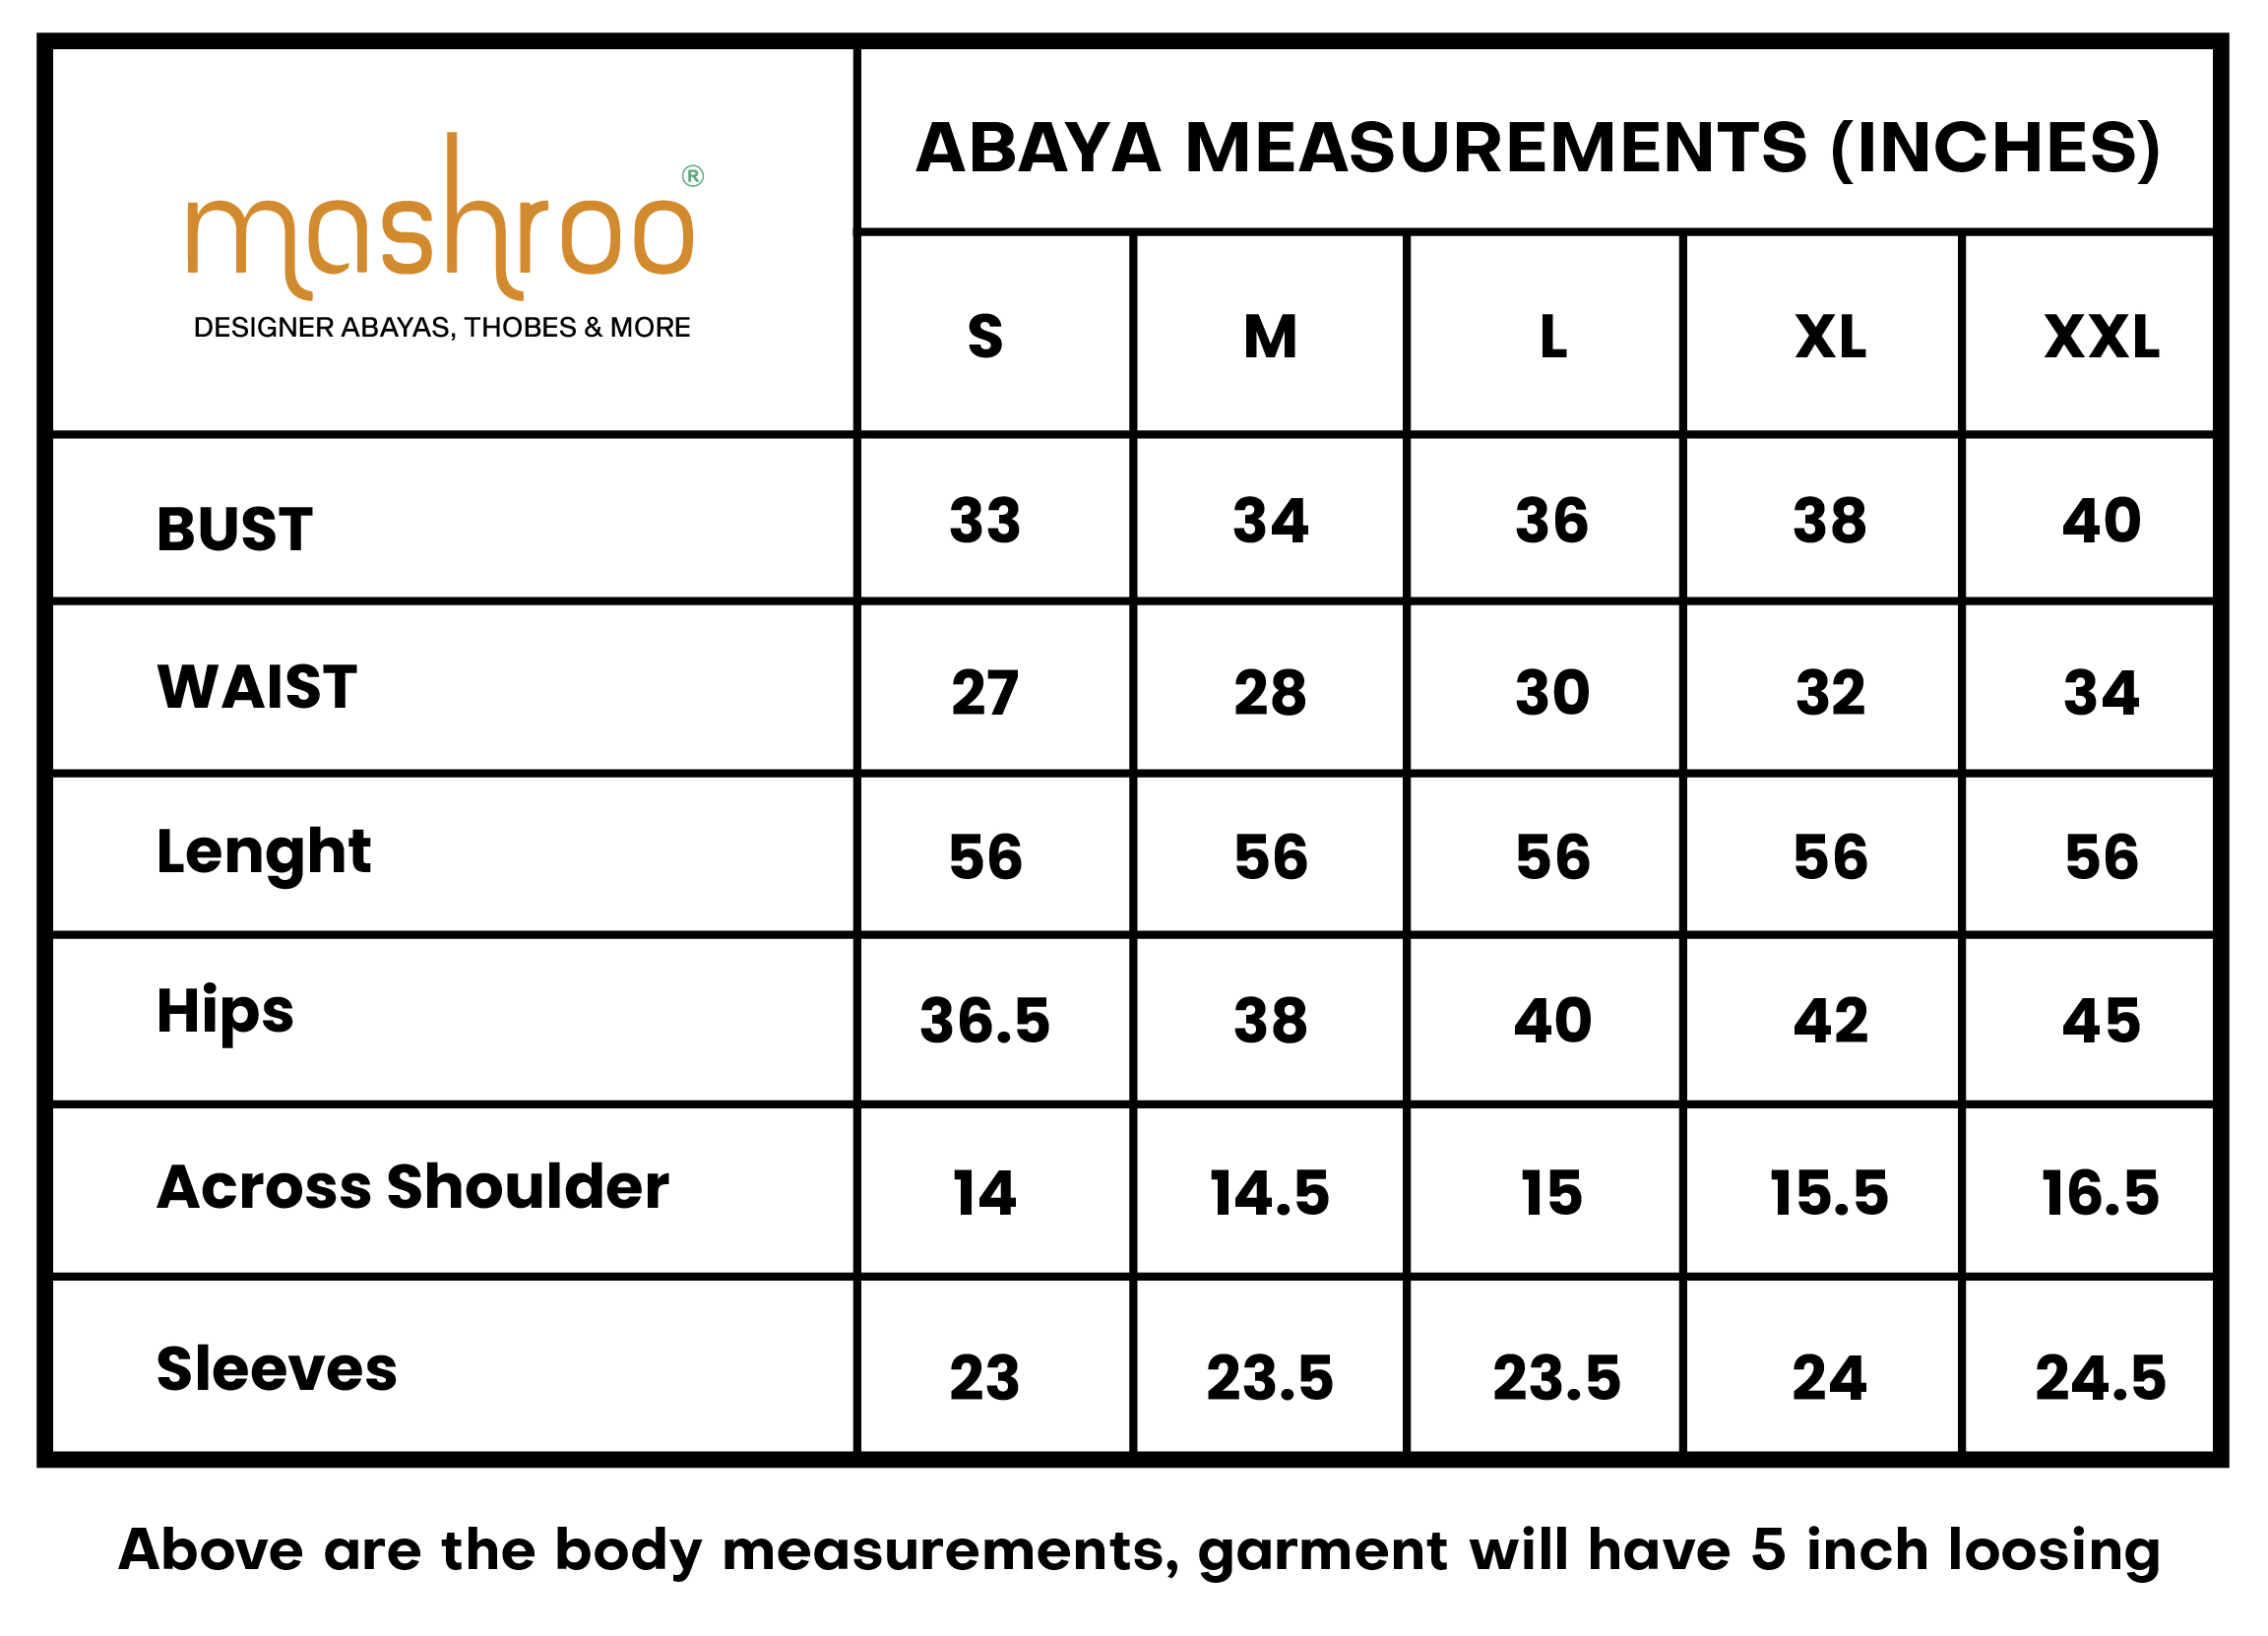 mashroo®
DESIGNER ABAYAS, THOBES & MORE
ABAYA MEASUREMENTS (INCHES)
S M L XL XXL
BUST 33 34 36 38 40
WAIST 27 28 30 32 34
Lenght 56 56 56 56 56
Hips 36.5 38 40 42 45
Across Shoulder 14 14.5 15 15.5 16.5
Sleeves 23 23.5 23.5 24 24.5
Above are the body measurements, garment will have 5 inch loosing